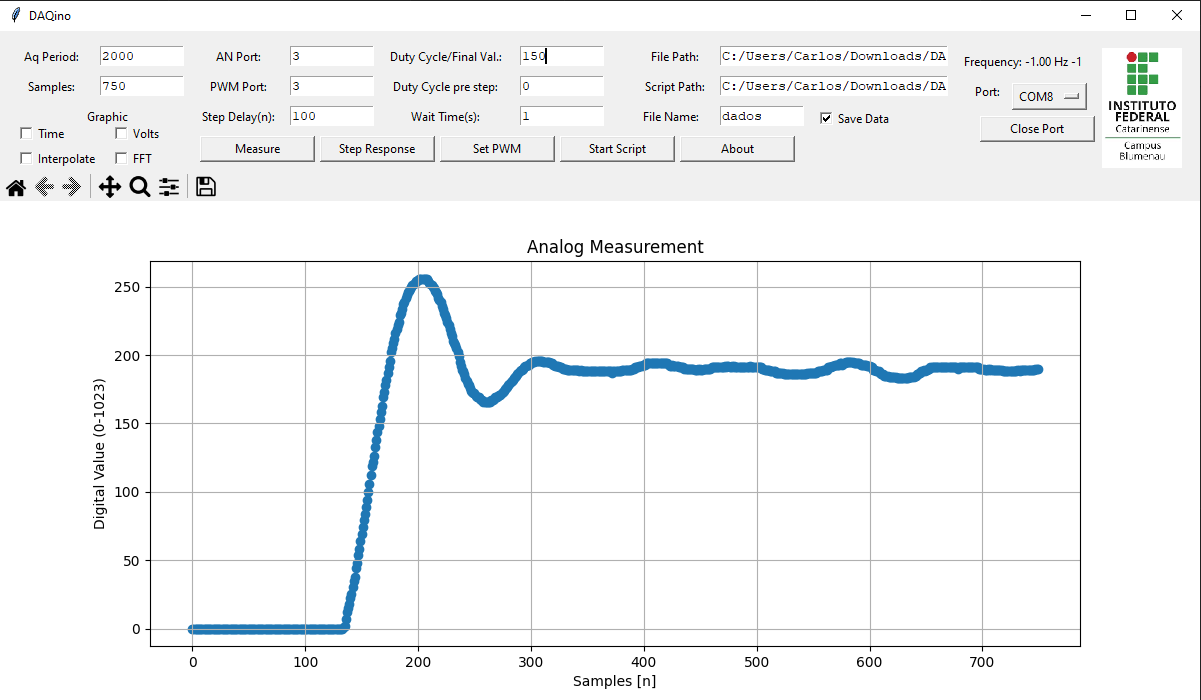 DAQino
Aq Period: 2000 AN Port: 3 Duty Cycle/Final Val.: 150 File Path: C:/Users/Carlos/Downloads/DA Frequency: -1.00 Hz -1
Samples: 750 PWM Port: 3 Duty Cycle pre step: 0 Script Path: C:/Users/Carlos/Downloads/DA Port: COM8
Graphic Step Delay(n): 100 Wait Time(s): 1 File Name: dados Save Data
Time Volts Close Port
Interpolate FFT Measure Step Response Set PWM Start Script About
INSTITUTO
FEDERAL
Catarinense
Campus
Blumenau
Analog Measurement
Digital Value (0-1023)
250
200
150
100
50
0
0 100 200 300 400 500 600 700
Samples [n]